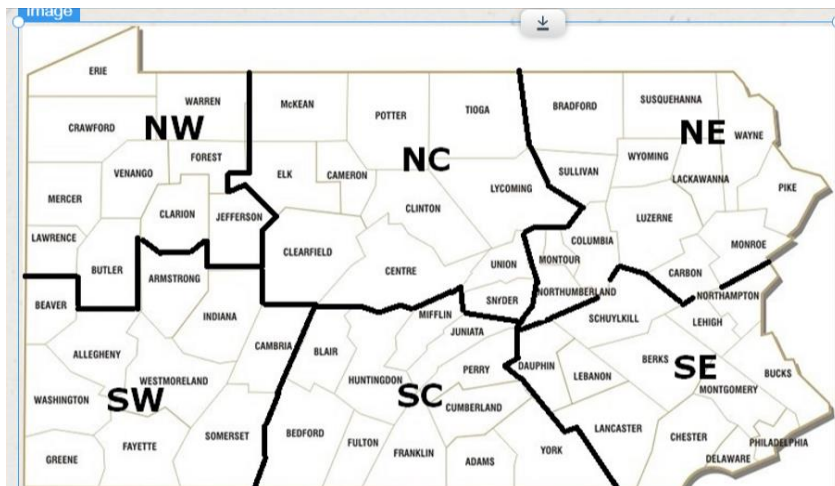 Image
ERIE
WARREN
McKEAN
POTTER
TIOGA
BRADFORD
SUSQUEHANNA
CRAWFORD
NW
NC
NE
WAYNE
FOREST
WYOMING
VENANGO
ELK
CAMERON
SULLIVAN
LACKAWANNA
MERCER
LYCOMING
PIKE
CLARION
JEFFERSON
CLINTON
LUZERNE
LAWRENCE
CLEARFIELD
COLUMBIA
MONROE
BUTLER
ARMSTRONG
CENTRE
UNION
MONTOUR
CARBON
BEAVER
SNYDER
NORTHUMBERLAND
NORTHAMPTON
INDIANA
MIFFLIN
SCHUYLKILL
LEHIGH
JUNIATA
CAMBRIA
BLAIR
ALLEGHENY
PERRY
DAUPHIN
BERKS
SE
BUCKS
WESTMORELAND
HUNTINGDON
LEBANON
MONTGOMERY
WASHINGTON
SW
SC
CUMBERLAND
SOMERSET
BEDFORD
LANCASTER
FAYETTE
FULTON
YORK
CHESTER
PHILADELPHIA
GREENE
FRANKLIN
ADAMS
DELAWARE